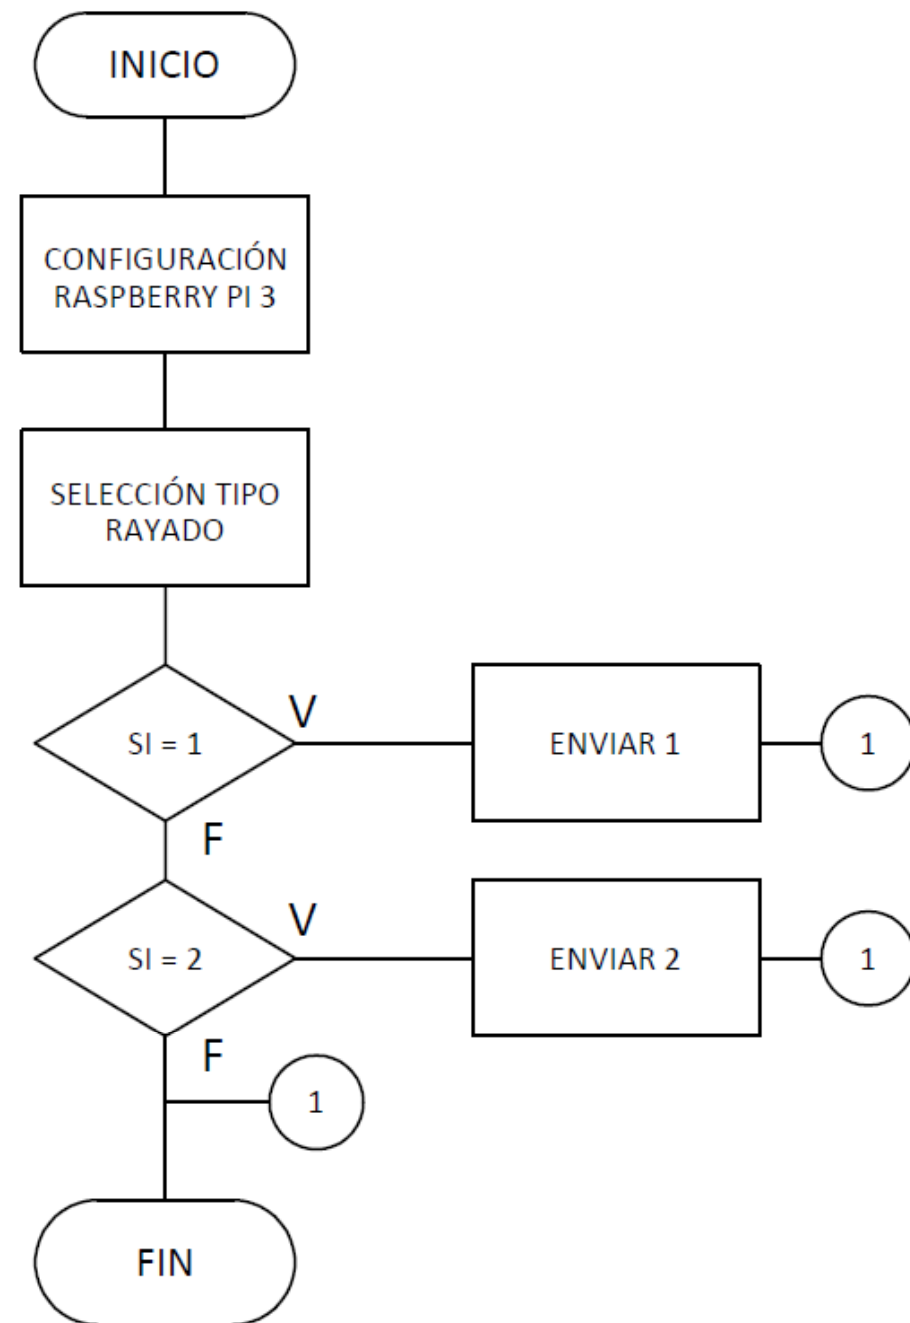 INICIO
CONFIGURACIÓN
RASPBERRY PI 3
SELECCIÓN TIPO
RAYADO
SI = 1
V
ENVIAR 1
1
F
SI = 2
V
ENVIAR 2
1
F
1
FIN